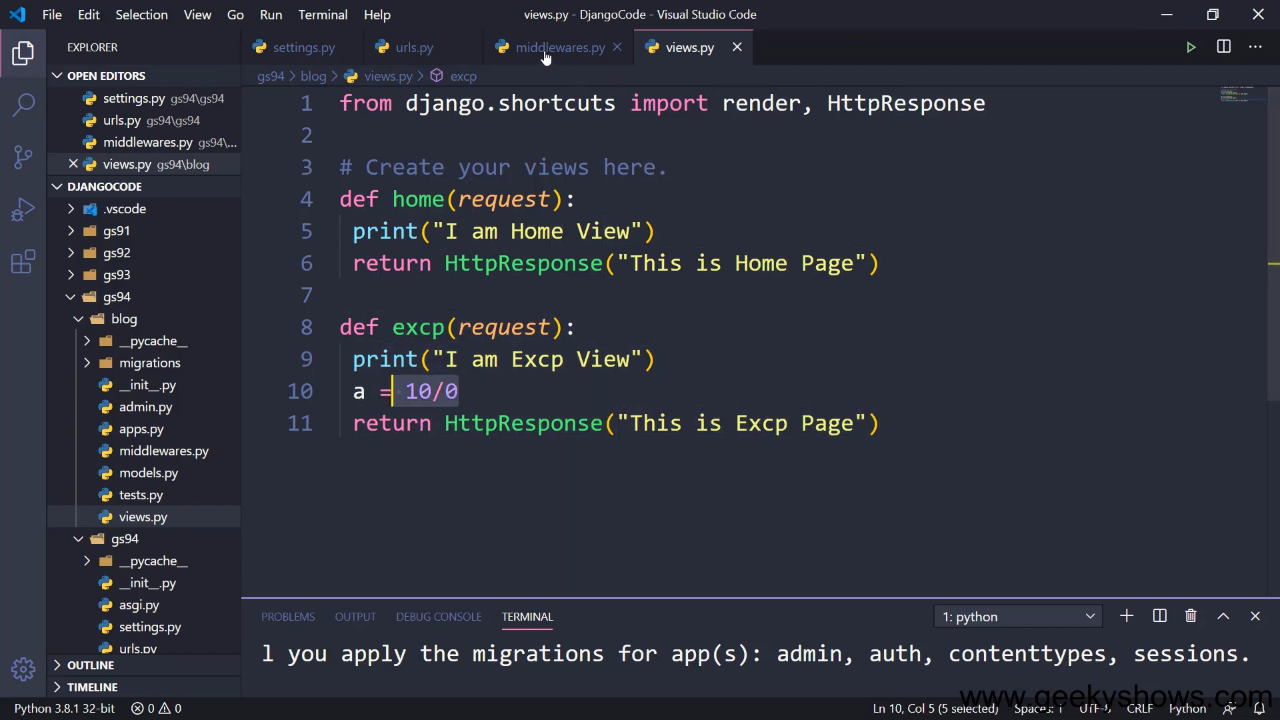 File Edit Selection View Go Run Terminal Help views.py - DjangoCode - Visual Studio Code
EXPLORER
settings.py urls.py middlewares.py views.py
OPEN EDITORS
settings.py gs94\gs94
urls.py gs94\gs94
middlewares.py gs94\...
views.py gs94\blog
DJANGOCODE
.vscode
gs91
gs92
gs93
gs94
blog
__pycache__
migrations
__init__.py
admin.py
apps.py
middlewares.py
models.py
tests.py
views.py
gs94
__pycache__
__init__.py
asgi.py
settings.py
urls.py
OUTLINE
TIMELINE
gs94 > blog > views.py > excp
1 from django.shortcuts import render, HttpResponse
2
3 # Create your views here.
4 def home(request):
5 print("I am Home View")
6 return HttpResponse("This is Home Page")
7
8 def excp(request):
9 print("I am Excp View")
10 a = 10/0
11 return HttpResponse("This is Excp Page")
PROBLEMS OUTPUT DEBUG CONSOLE TERMINAL 1: python
l you apply the migrations for app(s): admin, auth, contenttypes, sessions.
www.geekyshows.com
Python 3.8.1 32-bit 0 0 Ln 10, Col 5 (5 selected) Spaces: 1 UTF-8 CRLF Python